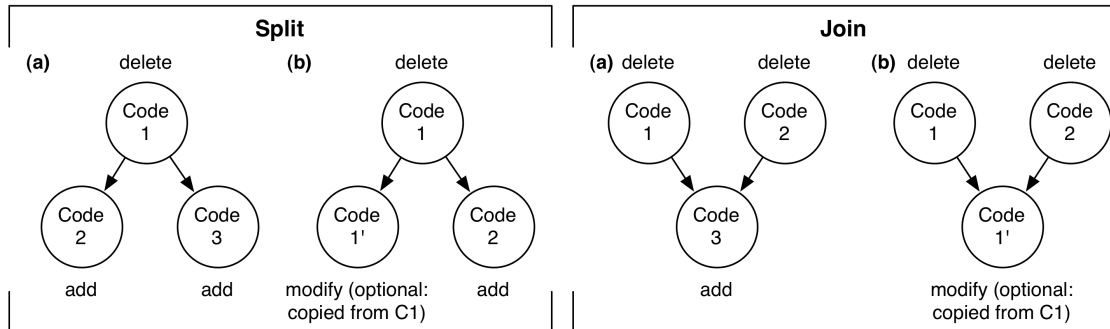 Split
(a)
delete
Code
1
Code
2
Code
3
add
add
(b)
delete
Code
1
Code
1'
Code
2
modify (optional:
copied from C1)
add
Join
(a)
delete
delete
Code
1
Code
2
Code
3
add
(b)
delete
delete
Code
1
Code
2
Code
1'
modify (optional:
copied from C1)